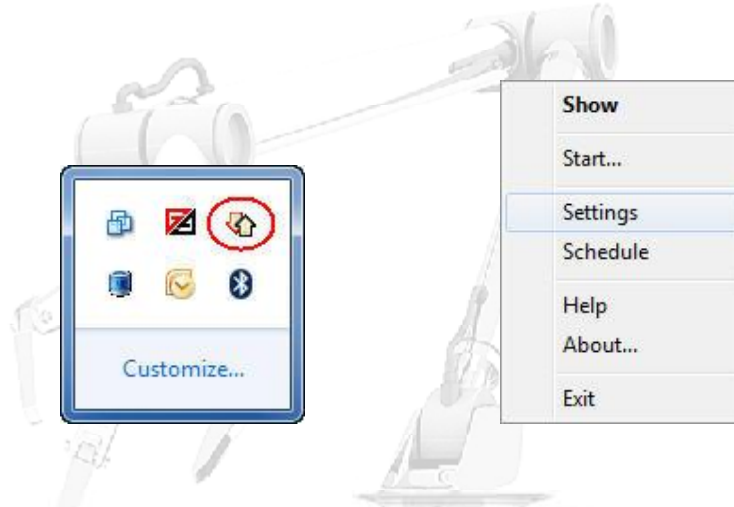 Customize...
Show
Start...
Settings
Schedule
Help
About...
Exit